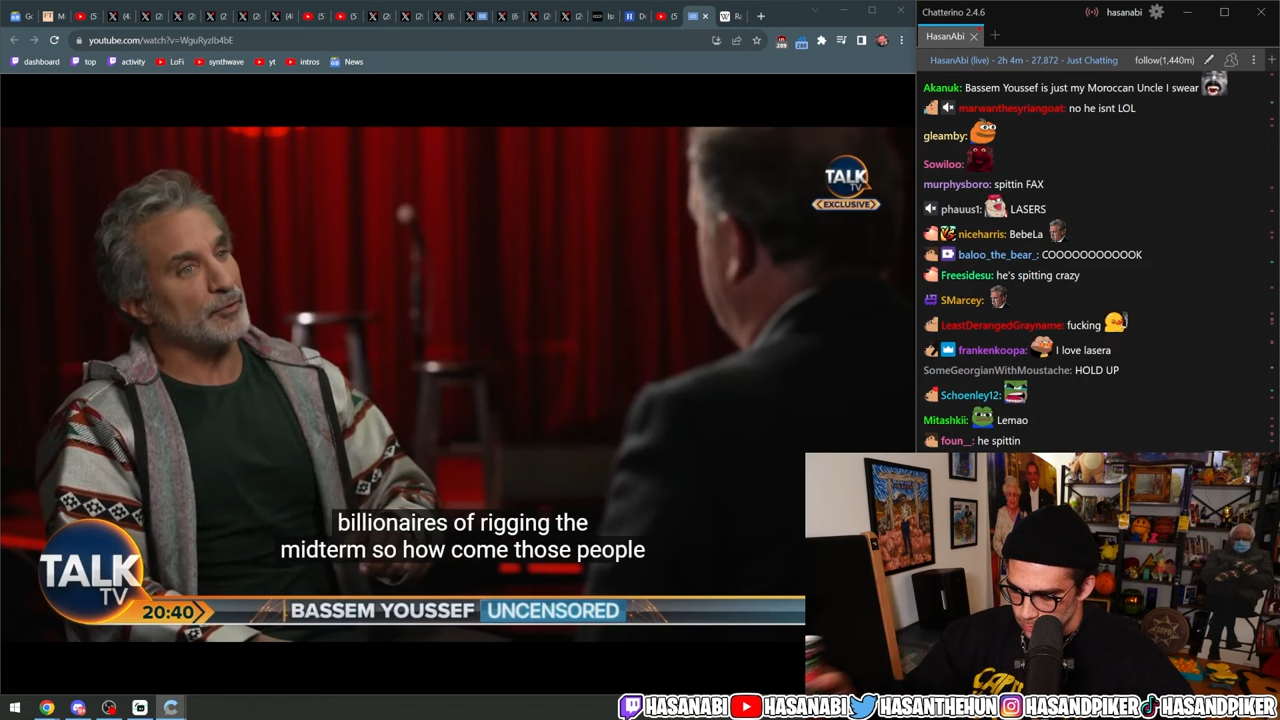 Chatterino 2.4.6
hasanabi
HasanAbi
youtube.com/watch?v=WguRyzIb4bE
dashboard
top
activity
LoFi
synthwave
yt
intros
News
HasanAbi (live) - 2h 4m - 27,872 - Just Chatting
follow(1,440m)
Akanuk: Bassem Youssef is just my Moroccan Uncle I swear
marwanthesyriangoat: no he isnt LOL
gleamby:
Sowiloo:
murphysboro: spittin FAX
phauus1: LASERS
niceharris: BebeLa
baloo_the_bear_: COOOOOOOOOOOK
Freesidesu: he's spitting crazy
SMarcey:
LeastDerangedGrayname: fucking
frankenkoopa: I love lasera
SomeGeorgianWithMoustache: HOLD UP
Schoenley12:
Mitashkii: Lemao
foun__: he spittin
TALK
TV
EXCLUSIVE
billionaires of rigging the
midterm so how come those people
TALK
TV
20:40
BASSEM YOUSSEF UNCENSORED
HASANABI HASANABI HASANTHEHUN HASANDPIKER HASANDPIKER